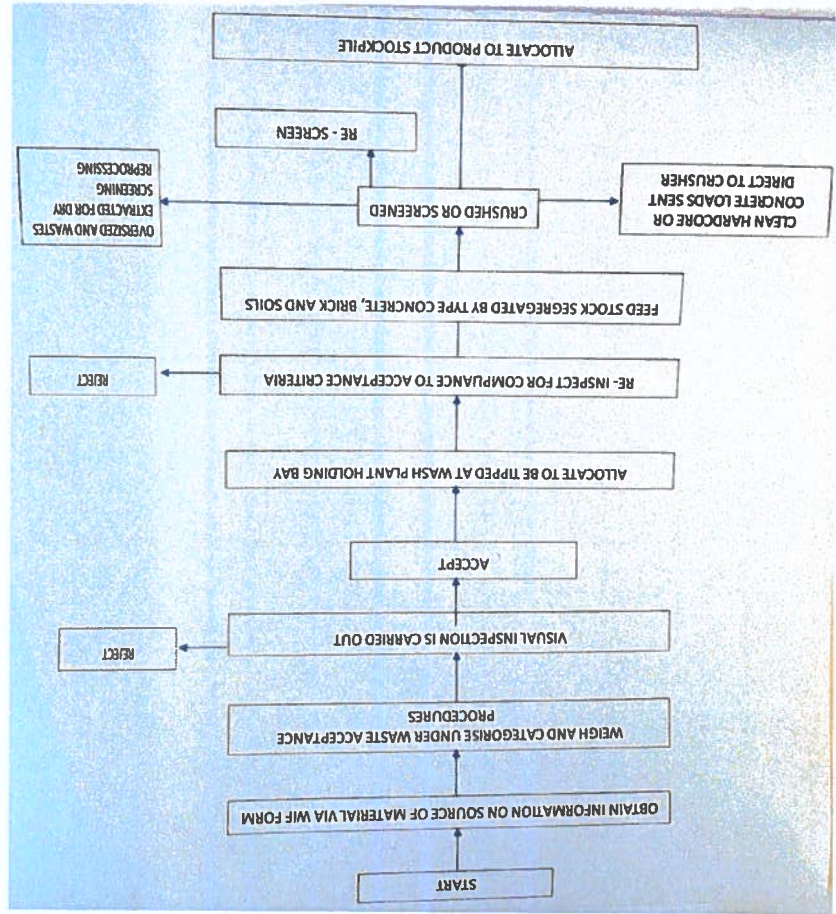 START
OBTAIN INFORMATION ON SOURCE OF MATERIAL VIA WIF FORM
WEIGH AND CATEGORISE UNDER WASTE ACCEPTANCE
PROCEDURES
VISUAL INSPECTION IS CARRIED OUT
REJECT
ACCEPT
ALLOCATE TO BE TIPPED AT WASH PLANT HOLDING BAY
RE - INSPECT FOR COMPLIANCE TO ACCEPTANCE CRITERIA
REJECT
FEED STOCK SEGREGATED BY TYPE CONCRETE, BRICK AND SOILS
CLEAN HARDCORE OR
CONCRETE LOADS SENT
DIRECT TO CRUSHER
CRUSHED OR SCREENED
OVERSIZED AND WASTES
EXTRACTED FOR DRY
SCREENING
REPROCESSING
RE - SCREEN
ALLOCATE TO PRODUCT STOCKPILE